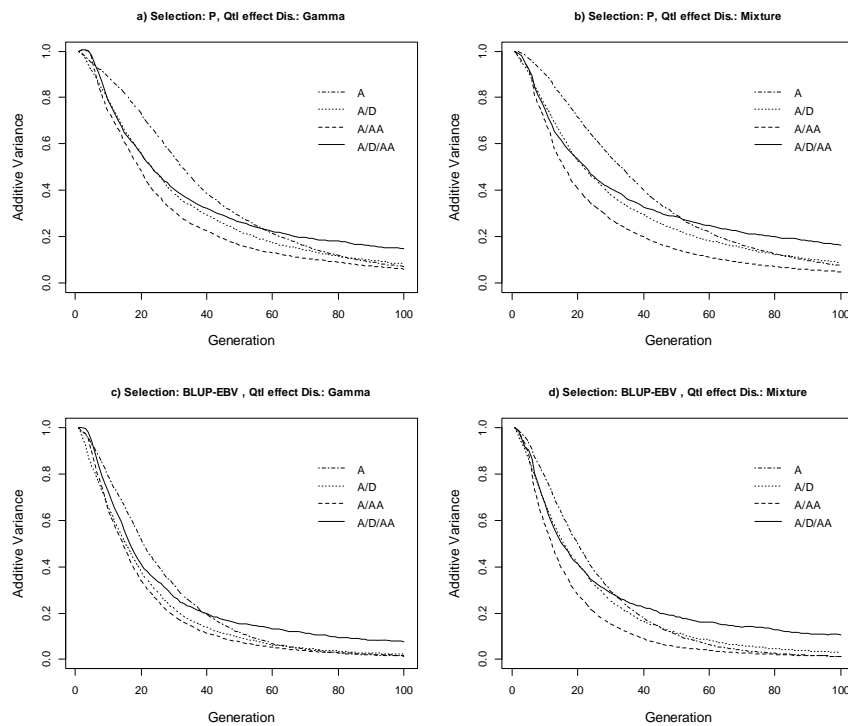 a) Selection: P, Qtl effect Dis.: Gamma
Additive Variance
1.0
0.8
0.6
0.4
0.2
0.0
A
A/D
A/AA
A/D/AA
0 20 40 60 80 100
Generation
b) Selection: P, Qtl effect Dis.: Mixture
Additive Variance
1.0
0.8
0.6
0.4
0.2
0.0
A
A/D
A/AA
A/D/AA
0 20 40 60 80 100
Generation
c) Selection: BLUP-EBV , Qtl effect Dis.: Gamma
Additive Variance
1.0
0.8
0.6
0.4
0.2
0.0
A
A/D
A/AA
A/D/AA
0 20 40 60 80 100
Generation
d) Selection: BLUP-EBV , Qtl effect Dis.: Mixture
Additive Variance
1.0
0.8
0.6
0.4
0.2
0.0
A
A/D
A/AA
A/D/AA
0 20 40 60 80 100
Generation